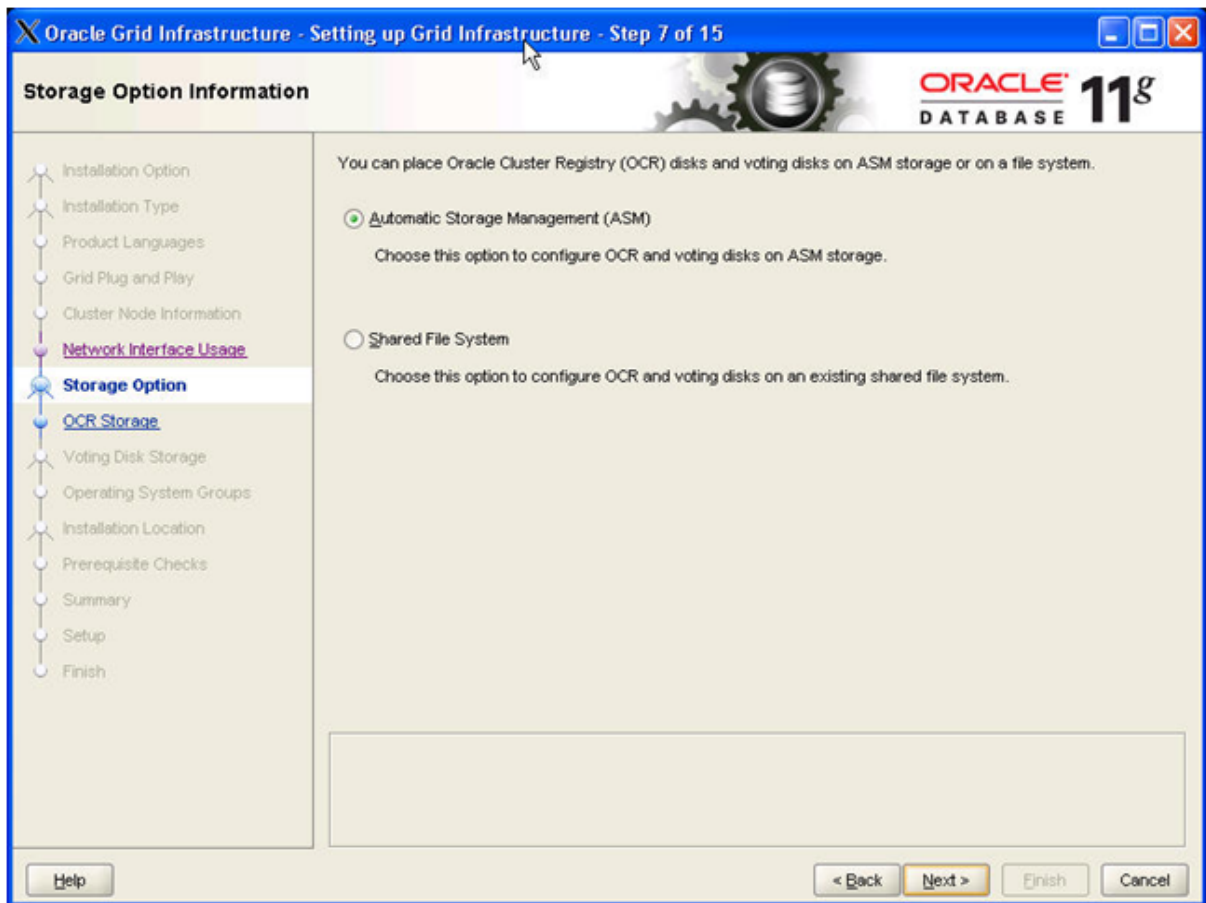 Oracle Grid Infrastructure - Setting up Grid Infrastructure - Step 7 of 15
Storage Option Information
ORACLE
DATABASE
11g
Installation Option
Installation Type
Product Languages
Grid Plug and Play
Cluster Node Information
Network Interface Usage
Storage Option
OCR Storage
Voting Disk Storage
Operating System Groups
Installation Location
Prerequisite Checks
Summary
Setup
Finish
You can place Oracle Cluster Registry (OCR) disks and voting disks on ASM storage or on a file system.
Automatic Storage Management (ASM)
Choose this option to configure OCR and voting disks on ASM storage.
Shared File System
Choose this option to configure OCR and voting disks on an existing shared file system.
Help
< Back
Next >
Finish
Cancel